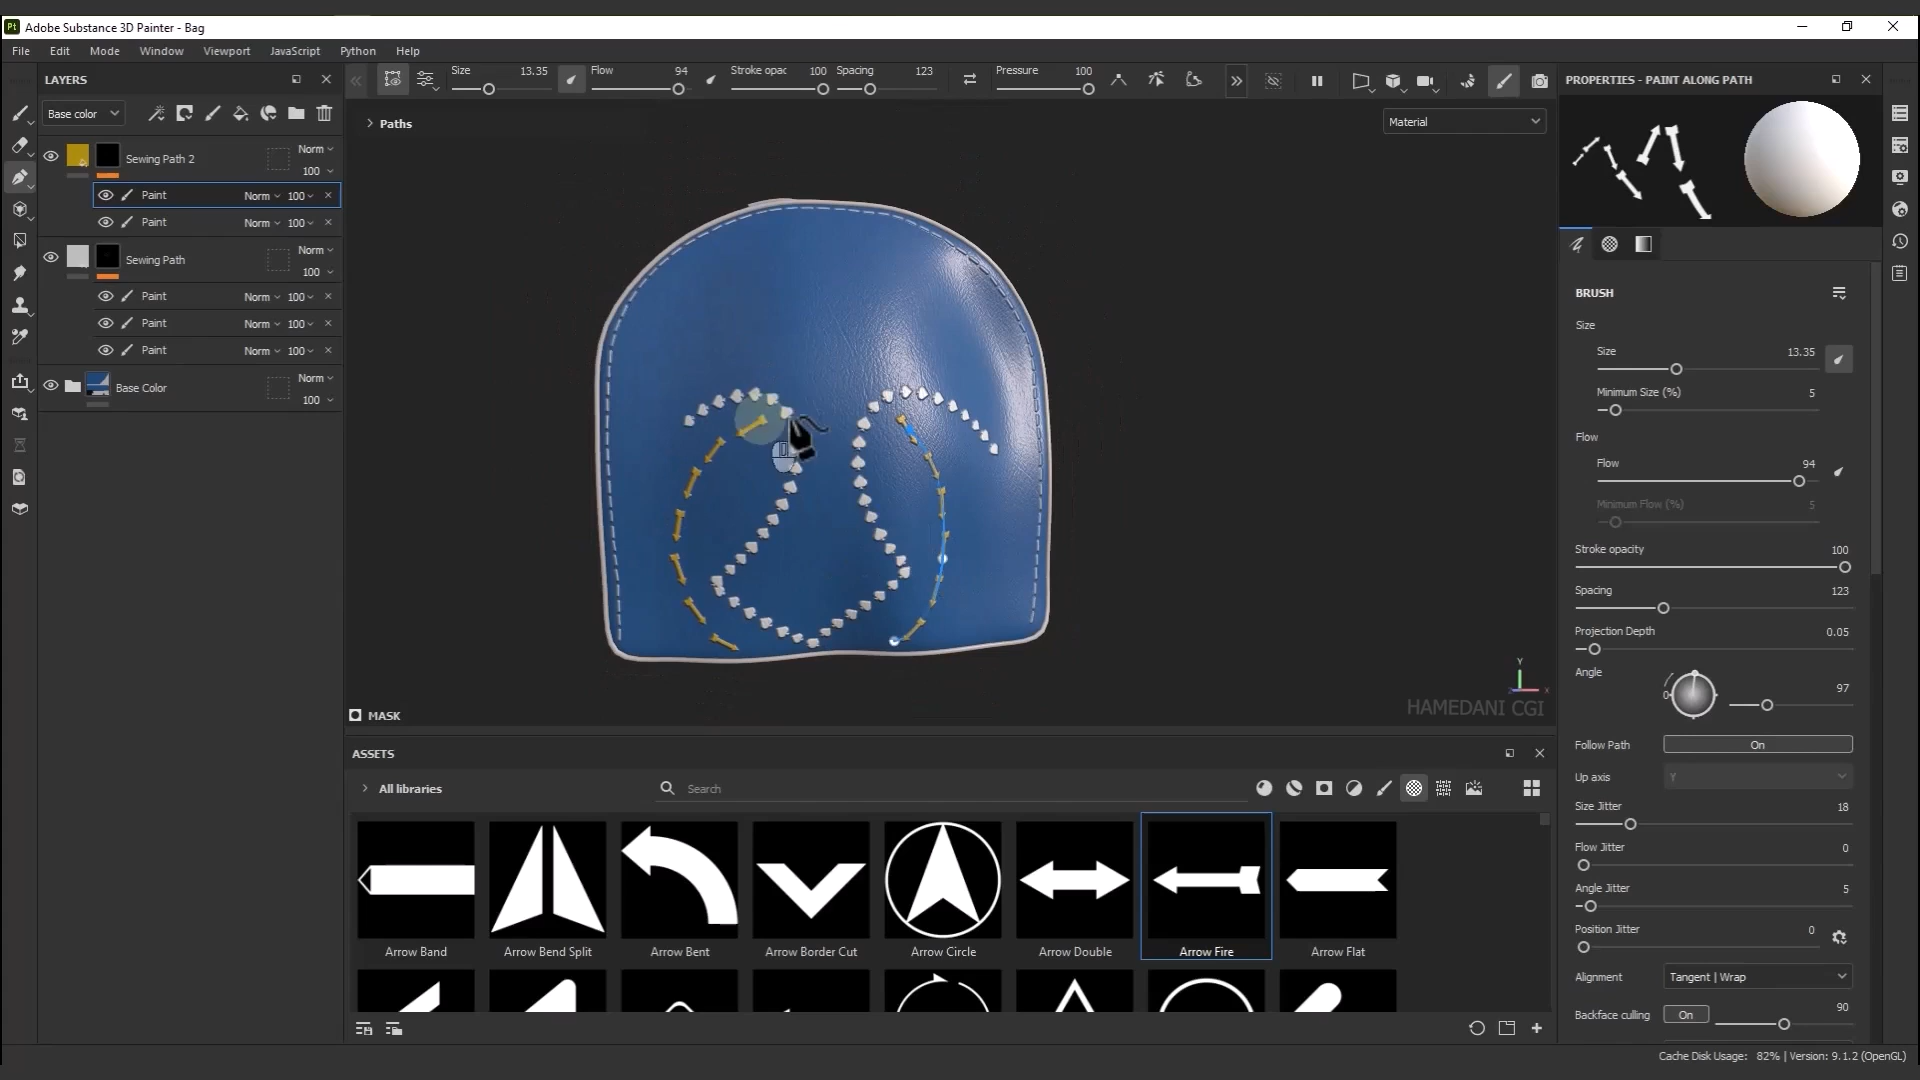 Pt Adobe Substance 3D Painter - Bag
File Edit Mode Window Viewport JavaScript Python Help
LAYERS
Size 13.35 Flow 94 Stroke opac 100 Spacing 123 Pressure 100
PROPERTIES - PAINT ALONG PATH
Base color
Paths
Material
Sewing Path 2 Norm
100
Paint Norm 100
Paint Norm 100
Sewing Path Norm
100
Paint Norm 100
Paint Norm 100
Paint Norm 100
Base Color Norm
100
BRUSH
Size
Size 13.35
Minimum Size (%) 5
Flow
Flow 94
Minimum Flow (%) 5
Stroke opacity 100
Spacing 123
Projection Depth 0.05
Angle
0 97
Follow Path On
Up axis Y
Size Jitter 18
Flow Jitter 0
Angle Jitter 5
Position Jitter 0
Alignment Tangent | Wrap
Backface culling On 90
Y
X
HAMEDANI CGI
MASK
ASSETS
All libraries Search
Arrow Band Arrow Bend Split Arrow Bent Arrow Border Cut Arrow Circle Arrow Double Arrow Fire Arrow Flat
Cache Disk Usage: 82% | Version: 9.1.2 (OpenGL)